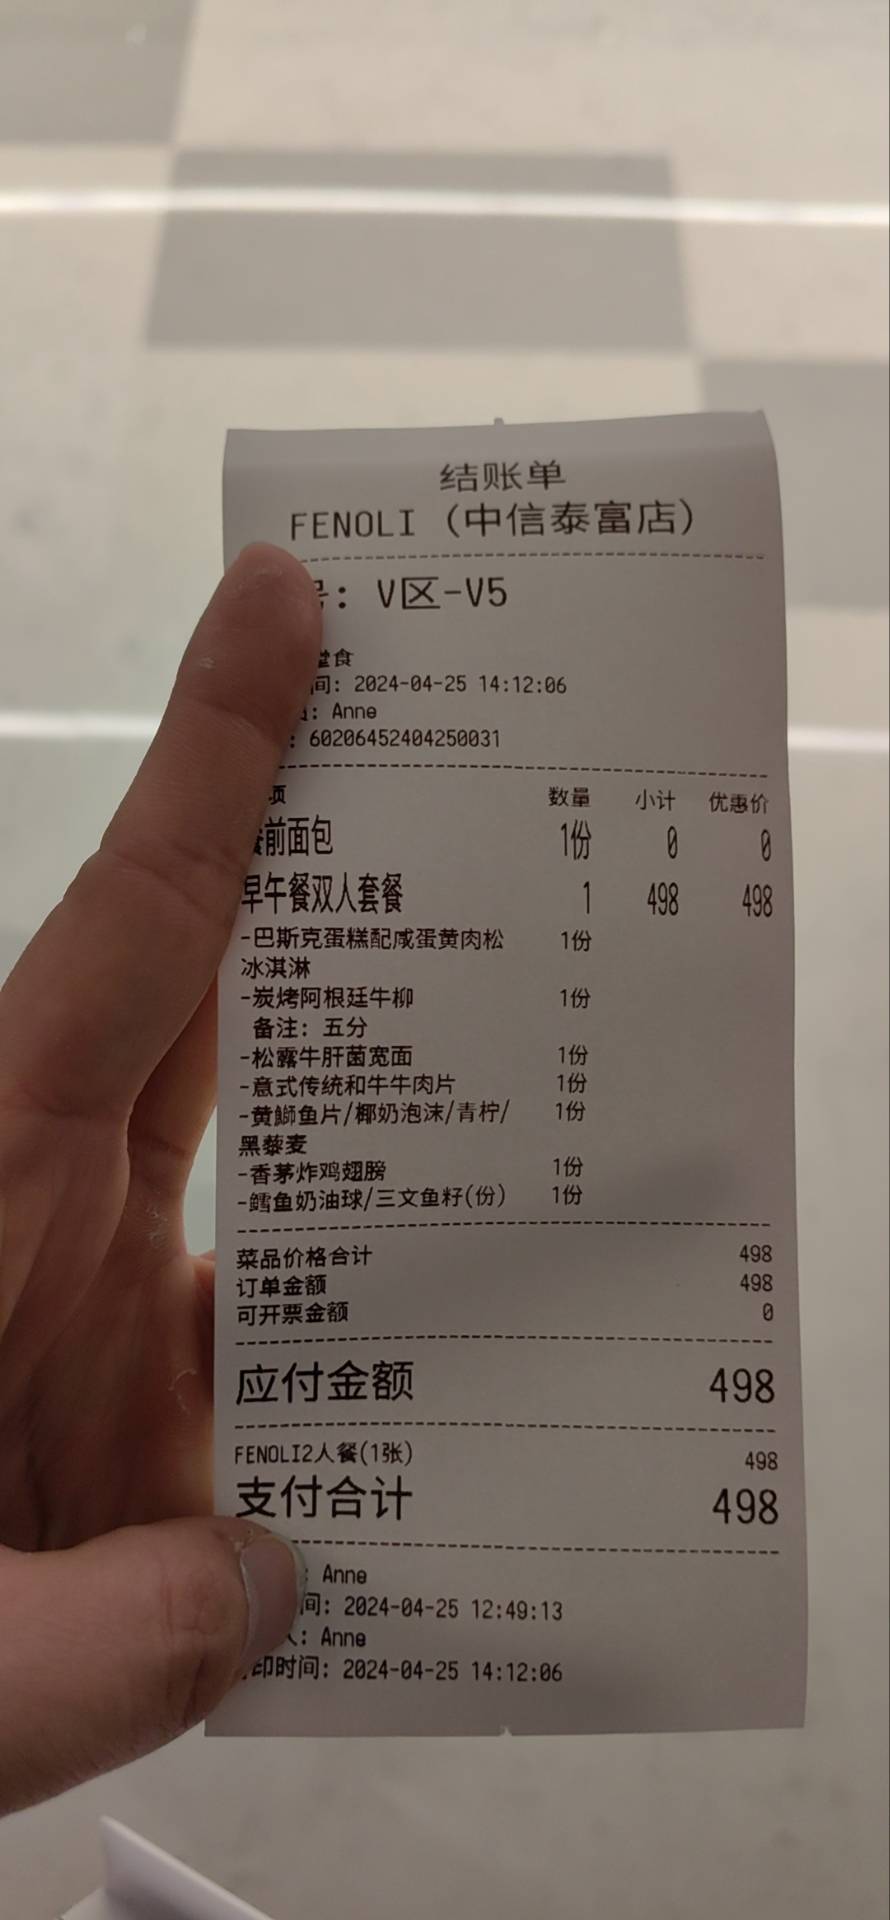 结账单
FENOLI (中信泰富店)
: V区-V5
堂食
间: 2024-04-25 14:12:06
: Anne
: 60206452404250031
项 数量 小计 优惠价
前面包 1份 0 0
早午餐双人套餐 1 498 498
-巴斯克蛋糕配咸蛋黄肉松 1份
冰淇淋
-炭烤阿根廷牛柳 1份
备注: 五分
-松露牛肝菌宽面 1份
-意式传统和牛牛肉片 1份
-黄鰤鱼片/椰奶泡沫/青柠/ 1份
黑藜麦
-香茅炸鸡翅膀 1份
-鳕鱼奶油球/三文鱼籽(份) 1份
菜品价格合计 498
订单金额 498
可开票金额 0
应付金额 498
FENOLI2人餐(1张) 498
支付合计 498
: Anne
间: 2024-04-25 12:49:13
人: Anne
印时间: 2024-04-25 14:12:06